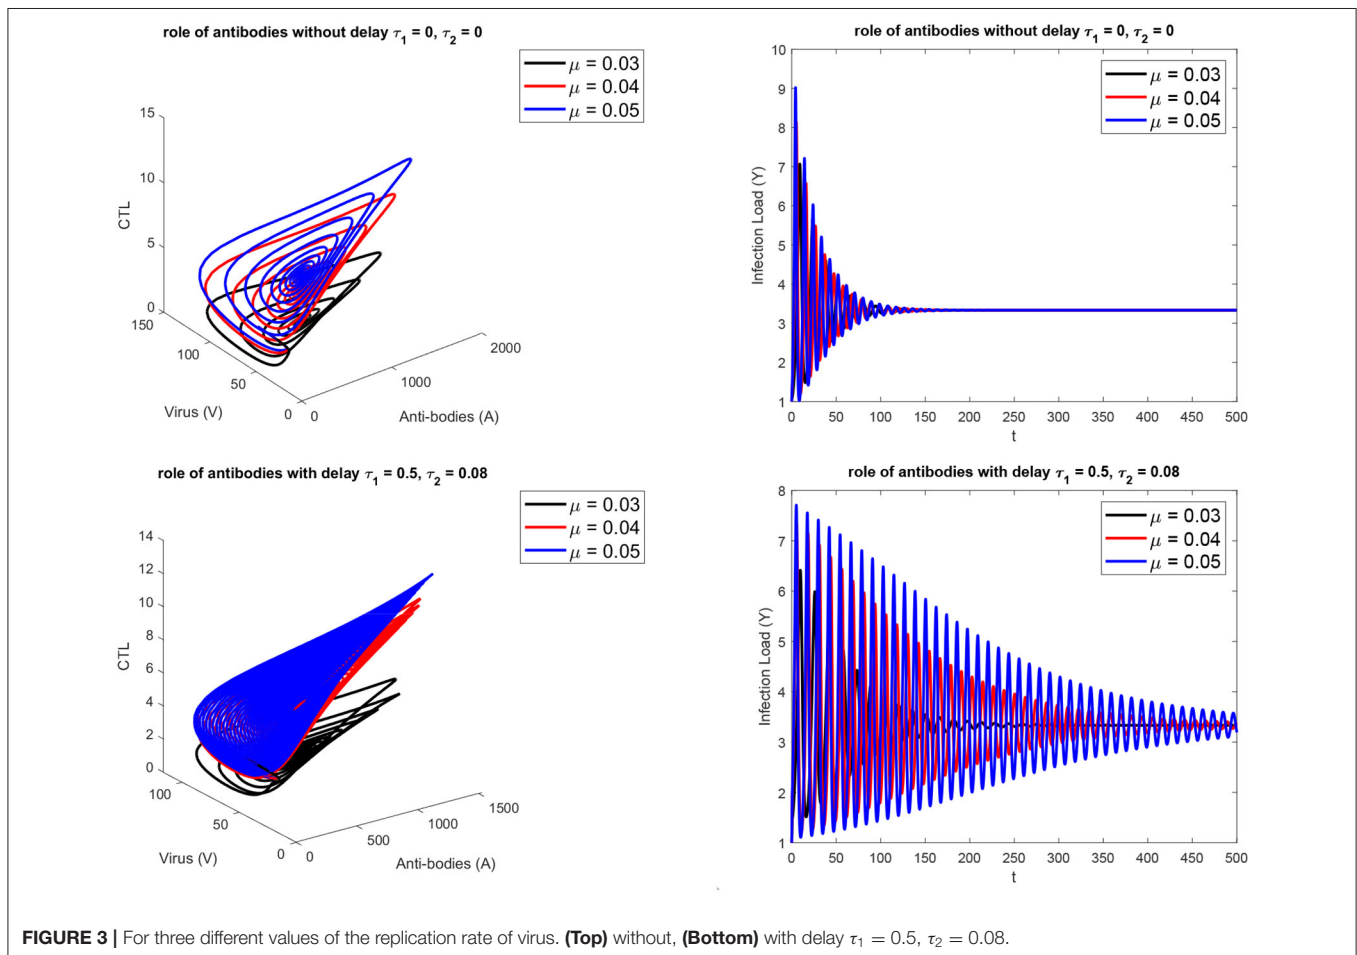 role of antibodies without delay τ1 = 0, τ2 = 0
μ = 0.03
μ = 0.04
μ = 0.05
15
10
5
0
CTL
150
100
50
0
Virus (V)
0
1000
2000
Anti-bodies (A)
role of antibodies without delay τ1 = 0, τ2 = 0
μ = 0.03
μ = 0.04
μ = 0.05
10
9
8
7
6
5
4
3
2
1
Infection Load (Y)
0 50 100 150 200 250 300 350 400 450 500
t
role of antibodies with delay τ1 = 0.5, τ2 = 0.08
μ = 0.03
μ = 0.04
μ = 0.05
14
12
10
8
6
4
2
0
CTL
100
50
0
Virus (V)
0
500
1000
1500
Anti-bodies (A)
role of antibodies with delay τ1 = 0.5, τ2 = 0.08
μ = 0.03
μ = 0.04
μ = 0.05
8
7
6
5
4
3
2
1
Infection Load (Y)
0 50 100 150 200 250 300 350 400 450 500
t
FIGURE 3 | For three different values of the replication rate of virus. (Top) without, (Bottom) with delay τ1 = 0.5, τ2 = 0.08.